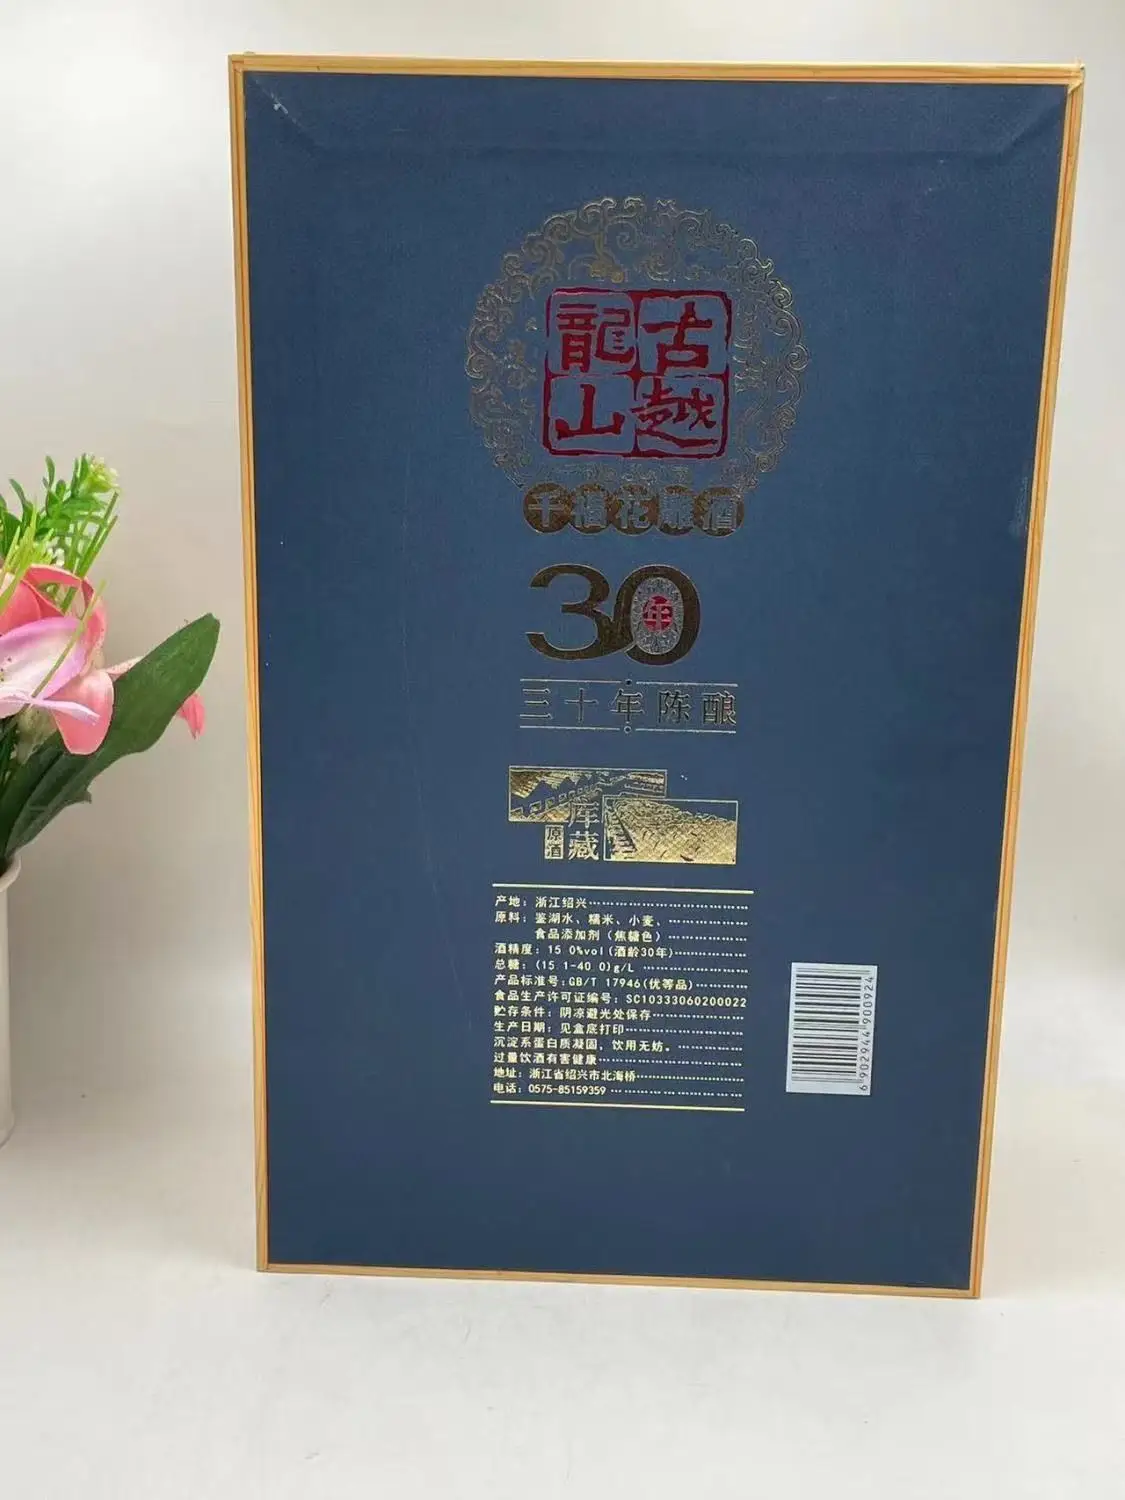 古越
龍山
千禧花雕酒
30年
三十年陈酿
库藏
原酒
产地：浙江绍兴
原料：鉴湖水、糯米、小麦、
食品添加剂（焦糖色）
酒精度：15.0%vol(酒龄30年)
总糖：(15.1-40.0)g/L
产品标准号：GB/T 17946(优等品)
食品生产许可证编号：SC10333060200022
贮存条件：阴凉避光处保存
生产日期：见盒底打印
沉淀系蛋白质凝固，饮用无妨。
过量饮酒有害健康
地址：浙江省绍兴市北海桥
电话：0575-85159359
6 902944 900924